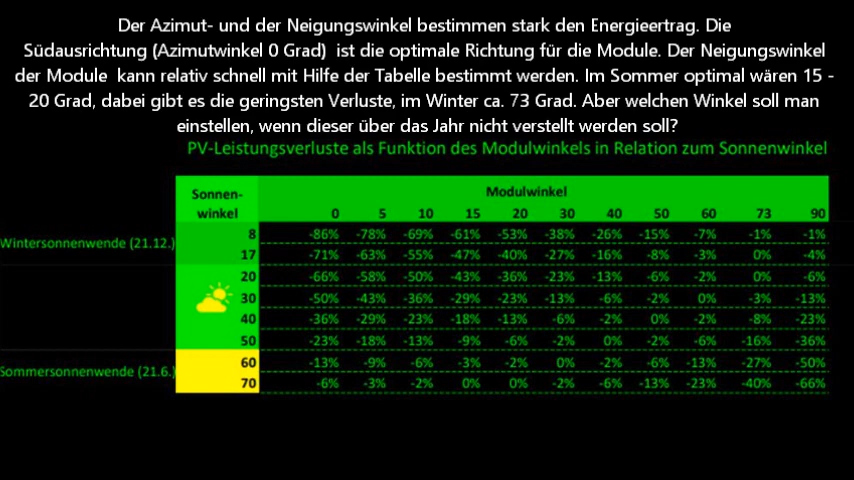 Der Azimut- und der Neigungswinkel bestimmen stark den Energieertrag. Die
Südausrichtung (Azimutwinkel 0 Grad) ist die optimale Richtung für die Module. Der Neigungswinkel
der Module kann relativ schnell mit Hilfe der Tabelle bestimmt werden. Im Sommer optimal wären 15 -
20 Grad, dabei gibt es die geringsten Verluste, im Winter ca. 73 Grad. Aber welchen Winkel soll man
einstellen, wenn dieser über das Jahr nicht verstellt werden soll?
PV-Leistungsverluste als Funktion des Modulwinkels in Relation zum Sonnenwinkel
Sonnen-
winkel
Modulwinkel
0 5 10 15 20 30 40 50 60 73 90
8 -86% -78% -69% -61% -53% -38% -26% -15% -7% -1% -1%
Wintersonnenwende (21.12.)
17 -71% -63% -55% -47% -40% -27% -16% -8% -3% 0% -4%
20 -66% -58% -50% -43% -36% -23% -13% -6% -2% 0% -6%
30 -50% -43% -36% -29% -23% -13% -6% -2% 0% -3% -13%
40 -36% -29% -23% -18% -13% -6% -2% 0% -2% -8% -23%
50 -23% -18% -13% -9% -6% -2% 0% -2% -6% -16% -36%
60 -13% -9% -6% -3% -2% 0% -2% -6% -13% -27% -50%
Sommersonnenwende (21.6.)
70 -6% -3% -2% 0% 0% -2% -6% -13% -23% -40% -66%